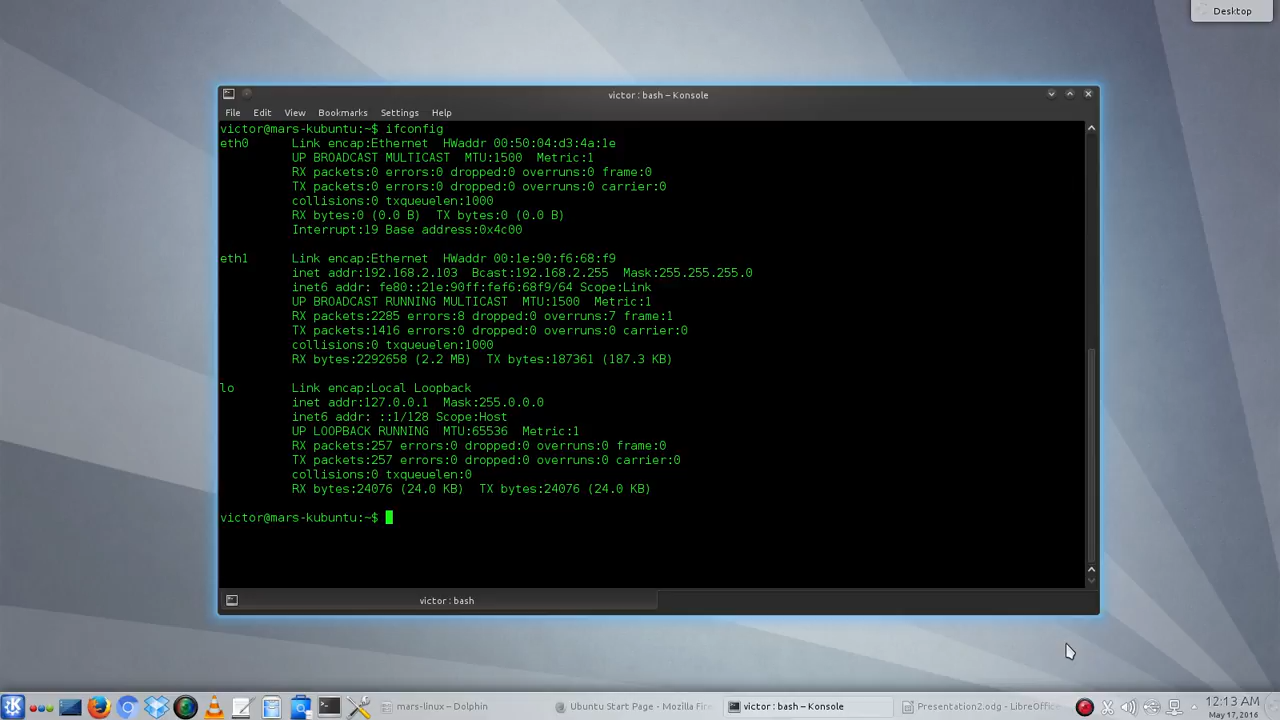 Desktop
victor : bash – Konsole
File Edit View Bookmarks Settings Help
victor@mars-kubuntu:~$ ifconfig
eth0      Link encap:Ethernet  HWaddr 00:50:04:d3:4a:1e
          UP BROADCAST MULTICAST  MTU:1500  Metric:1
          RX packets:0 errors:0 dropped:0 overruns:0 frame:0
          TX packets:0 errors:0 dropped:0 overruns:0 carrier:0
          collisions:0 txqueuelen:1000
          RX bytes:0 (0.0 B)  TX bytes:0 (0.0 B)
          Interrupt:19 Base address:0x4c00
eth1      Link encap:Ethernet  HWaddr 00:1e:90:f6:68:f9
          inet addr:192.168.2.103  Bcast:192.168.2.255  Mask:255.255.255.0
          inet6 addr: fe80::21e:90ff:fef6:68f9/64 Scope:Link
          UP BROADCAST RUNNING MULTICAST  MTU:1500  Metric:1
          RX packets:2285 errors:8 dropped:0 overruns:7 frame:1
          TX packets:1416 errors:0 dropped:0 overruns:0 carrier:0
          collisions:0 txqueuelen:1000
          RX bytes:2292658 (2.2 MB)  TX bytes:187361 (187.3 KB)
lo        Link encap:Local Loopback
          inet addr:127.0.0.1  Mask:255.0.0.0
          inet6 addr: ::1/128 Scope:Host
          UP LOOPBACK RUNNING  MTU:65536  Metric:1
          RX packets:257 errors:0 dropped:0 overruns:0 frame:0
          TX packets:257 errors:0 dropped:0 overruns:0 carrier:0
          collisions:0 txqueuelen:0
          RX bytes:24076 (24.0 KB)  TX bytes:24076 (24.0 KB)
victor@mars-kubuntu:~$
victor : bash
mars-linux – Dolphin
Ubuntu Start Page – Mozilla Fir
victor : bash – Konsole
Presentation2.odg – LibreOffice
12:13 AM
May 17, 2016